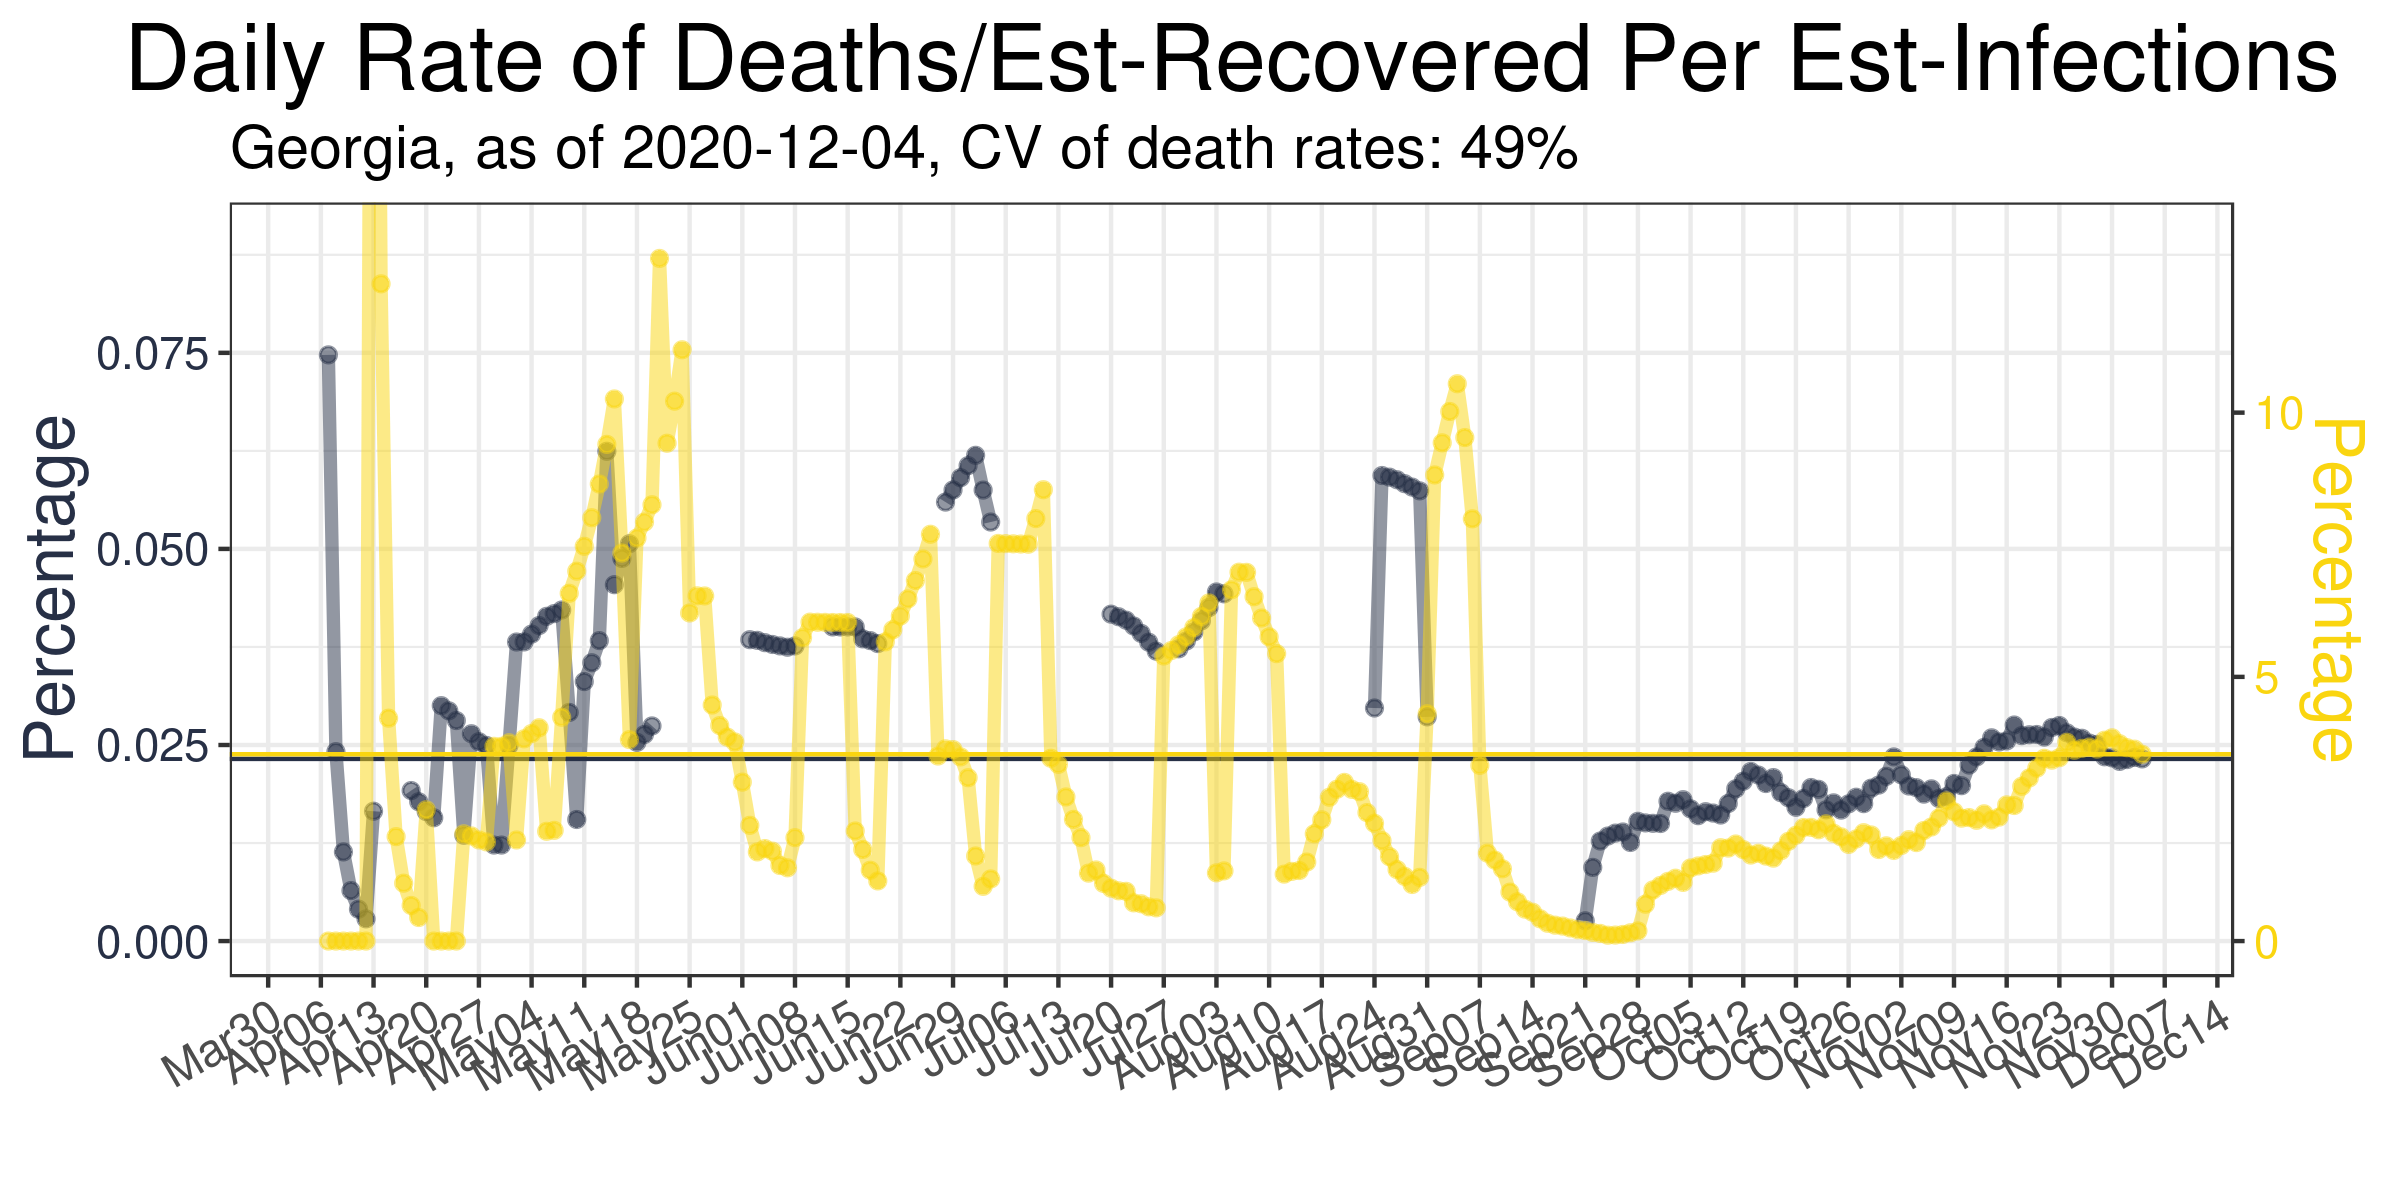 Daily Rate of Deaths/Est-Recovered Per Est-Infections
Georgia, as of 2020-12-04, CV of death rates: 49%
Percentage
0.075
0.050
0.025
0.000
10
5
0
Percentage
Mar30
Apr06
Apr13
Apr20
Apr27
May04
May11
May18
May25
Jun01
Jun08
Jun15
Jun22
Jun29
Jul06
Jul13
Jul20
Jul27
Aug03
Aug10
Aug17
Aug24
Aug31
Sep07
Sep14
Sep21
Sep28
Oct05
Oct12
Oct19
Oct26
Nov02
Nov09
Nov16
Nov23
Nov30
Dec07
Dec14